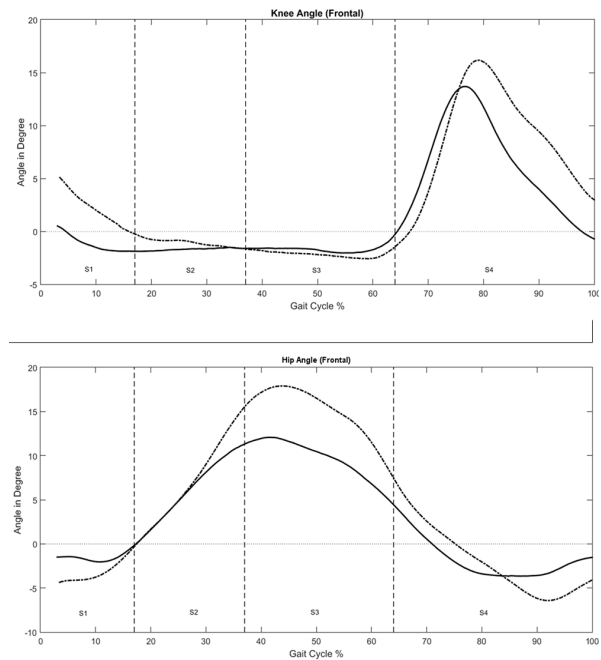 Knee Angle (Frontal)
20
15
10
5
0
-5
Angle in Degree
S1 S2 S3 S4
0 10 20 30 40 50 60 70 80 90 100
Gait Cycle %
Hip Angle (Frontal)
20
15
10
5
0
-5
-10
Angle in Degree
S1 S2 S3 S4
0 10 20 30 40 50 60 70 80 90 100
Gait Cycle %